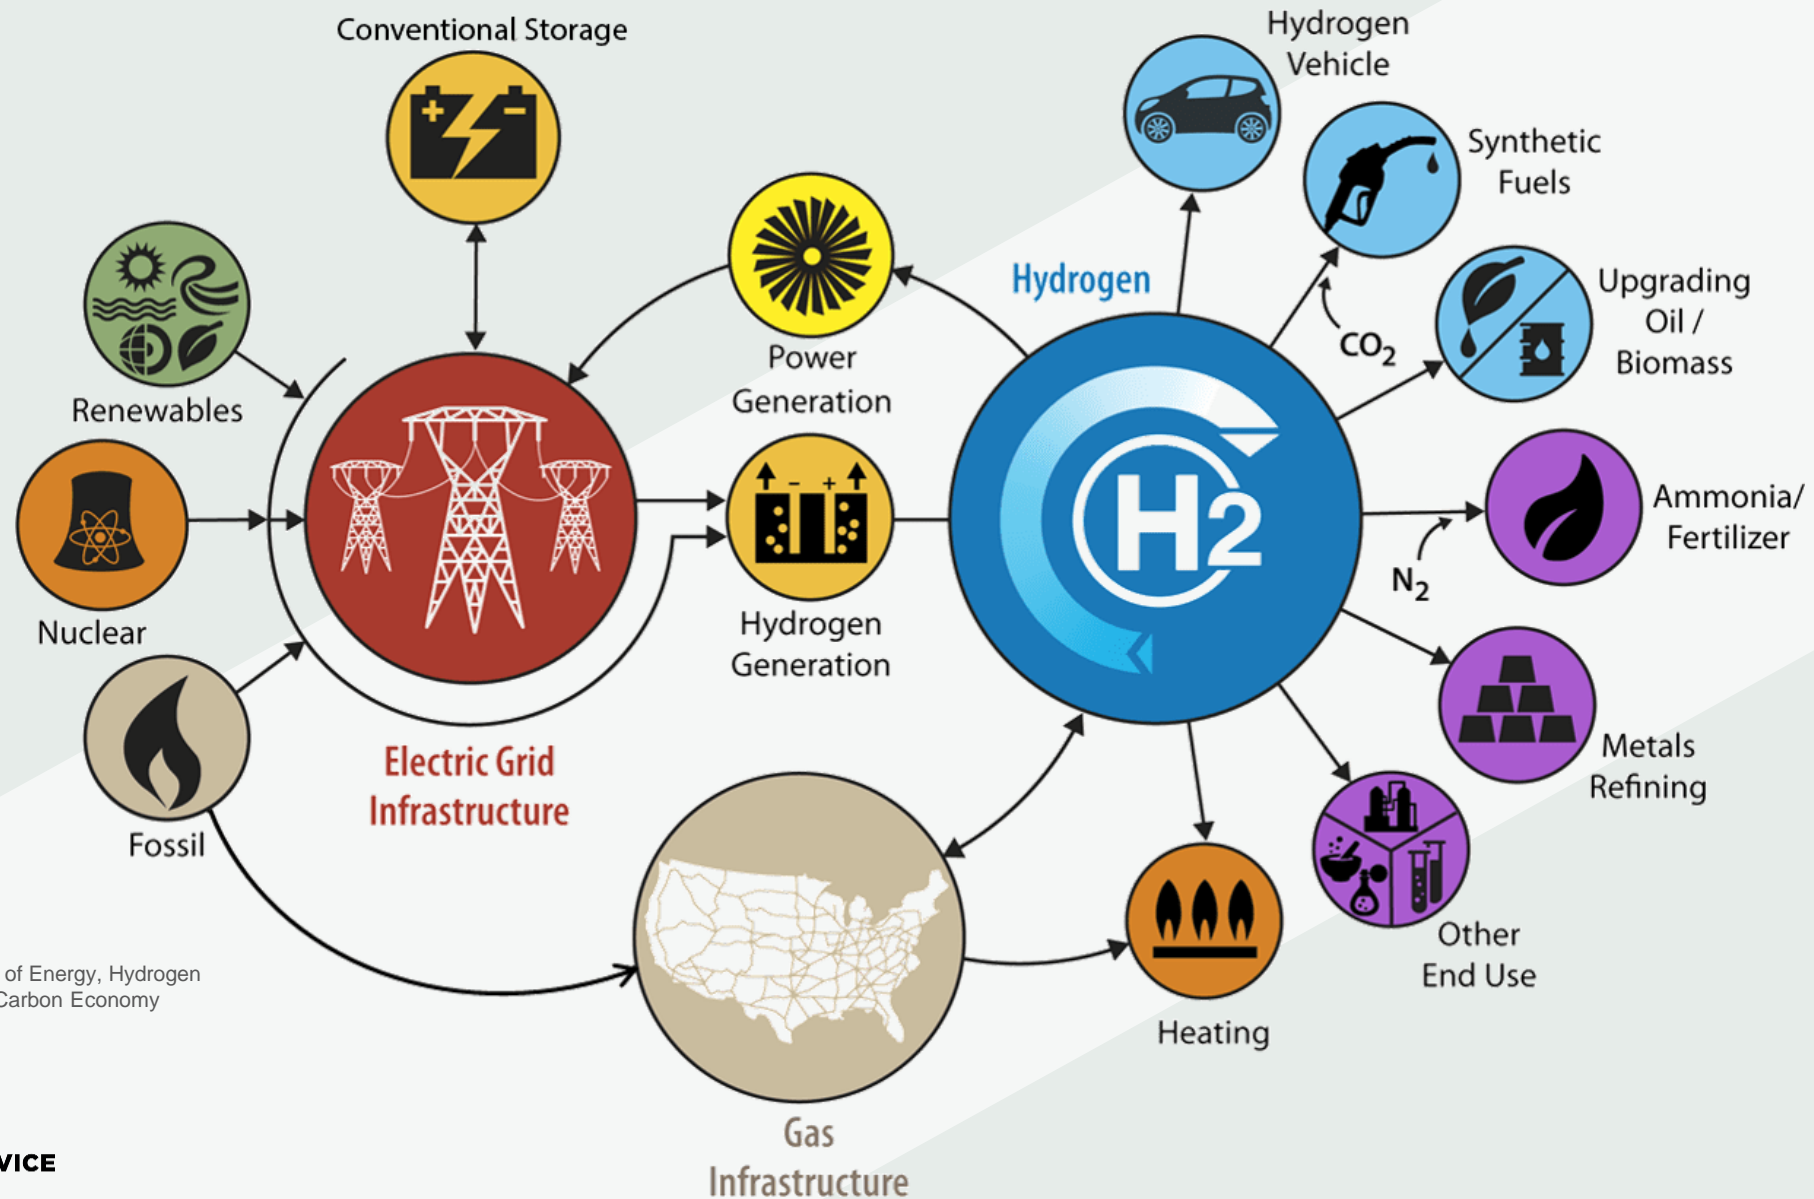 Conventional Storage
Hydrogen
Vehicle
Synthetic
Fuels
Hydrogen
Upgrading
Oil /
Biomass
CO2
Power
Generation
Renewables
+ -
- +
H2
Ammonia/
Fertilizer
N2
Nuclear
Hydrogen
Generation
Metals
Refining
Electric Grid
Infrastructure
Fossil
Other
End Use
of Energy, Hydrogen
Carbon Economy
Heating
Gas
Infrastructure
VICE